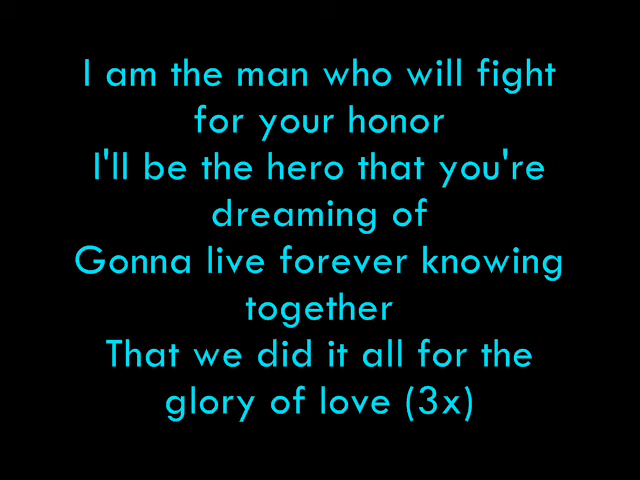 I am the man who will fight
for your honor
I'll be the hero that you're
dreaming of
Gonna live forever knowing
together
That we did it all for the
glory of love (3x)